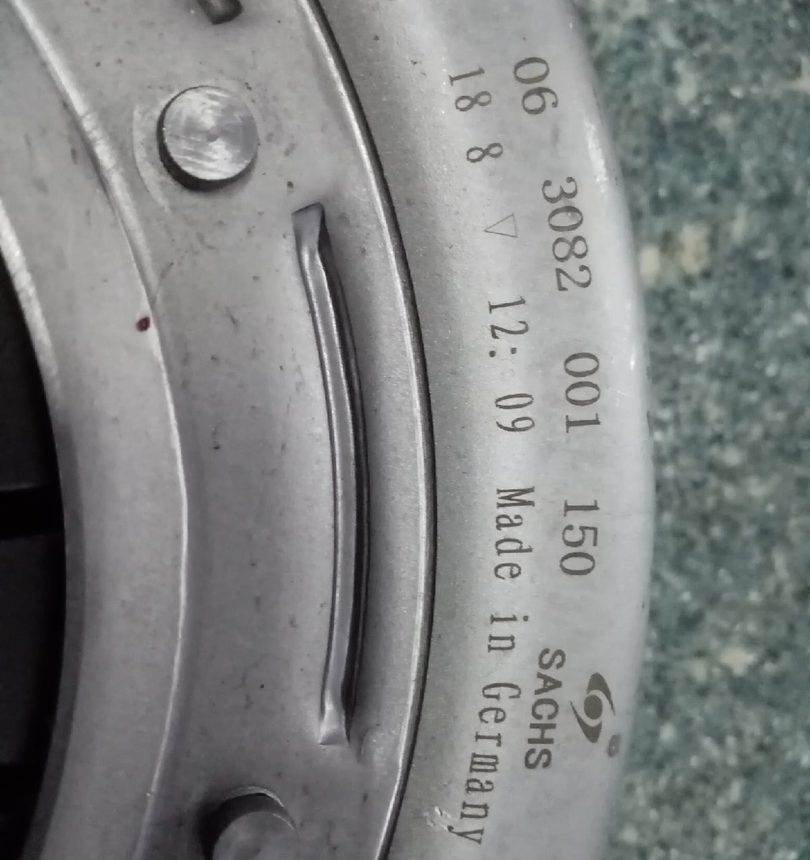 06 3082 001 150
SACHS
18 8 ▽ 12:09 Made in Germany